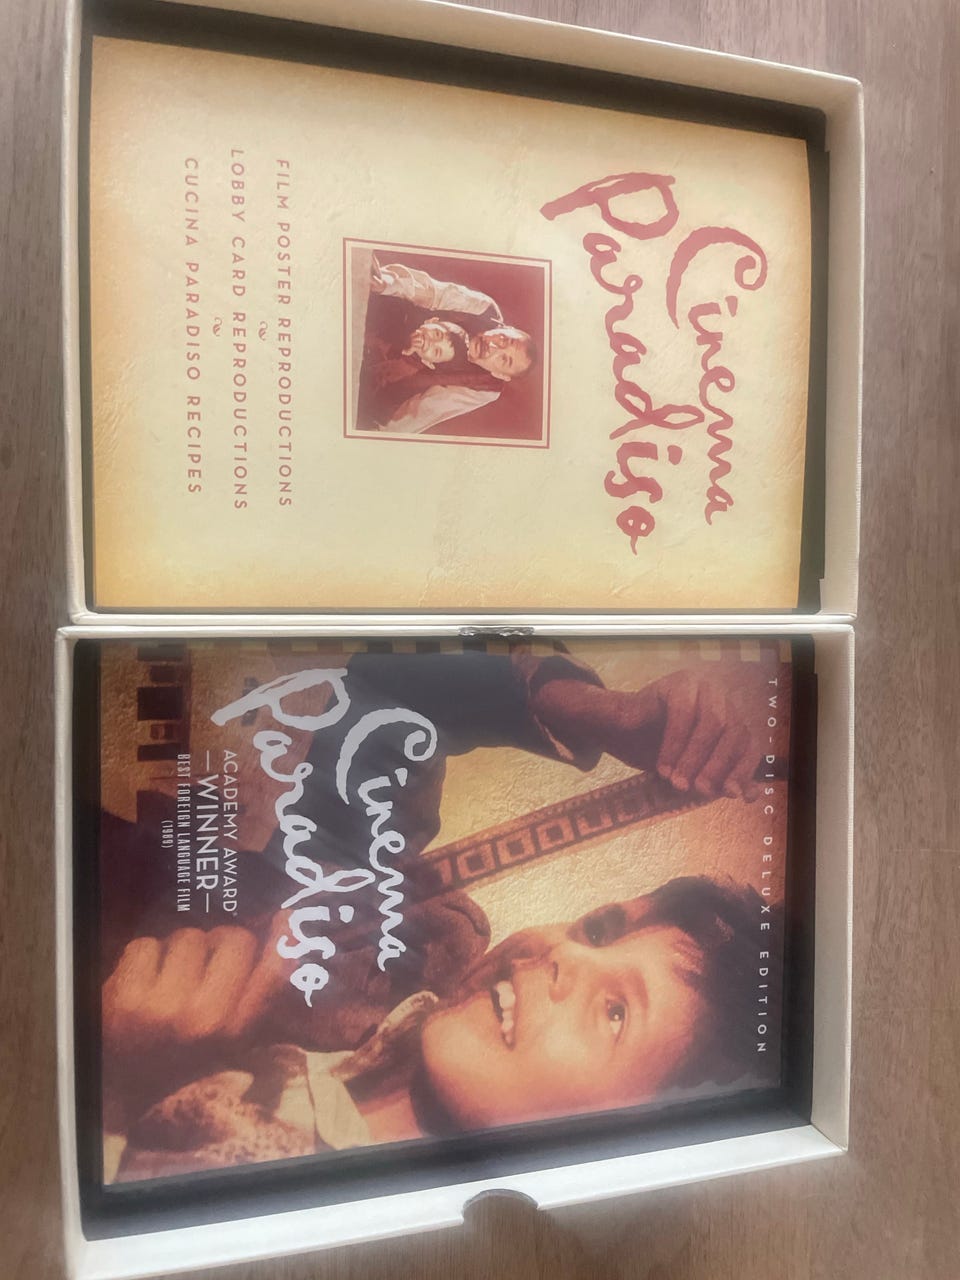 Cinema
Paradiso
FILM POSTER REPRODUCTIONS
LOBBY CARD REPRODUCTIONS
CUCINA PARADISO RECIPES
TWO-DISC DELUXE EDITION
Cinema
Paradiso
ACADEMY AWARD®
—WINNER—
BEST FOREIGN LANGUAGE FILM
(1989)